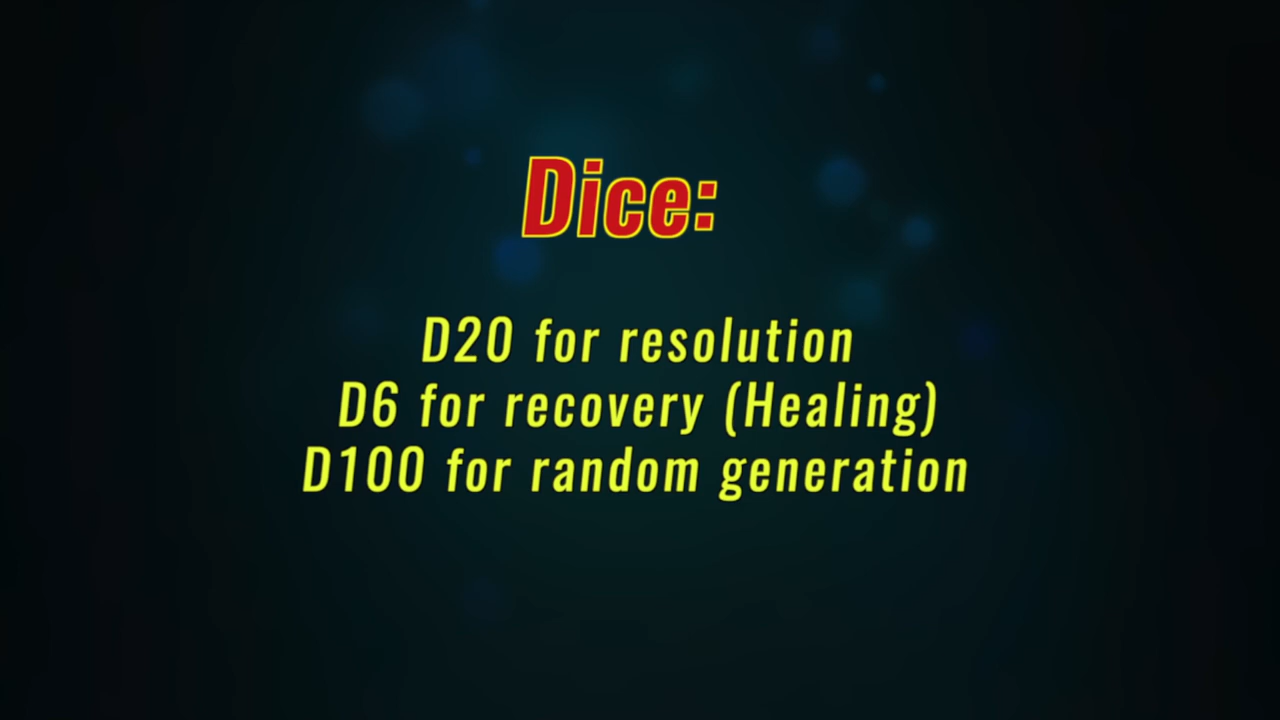 Dice:
D20 for resolution
D6 for recovery (Healing)
D100 for random generation